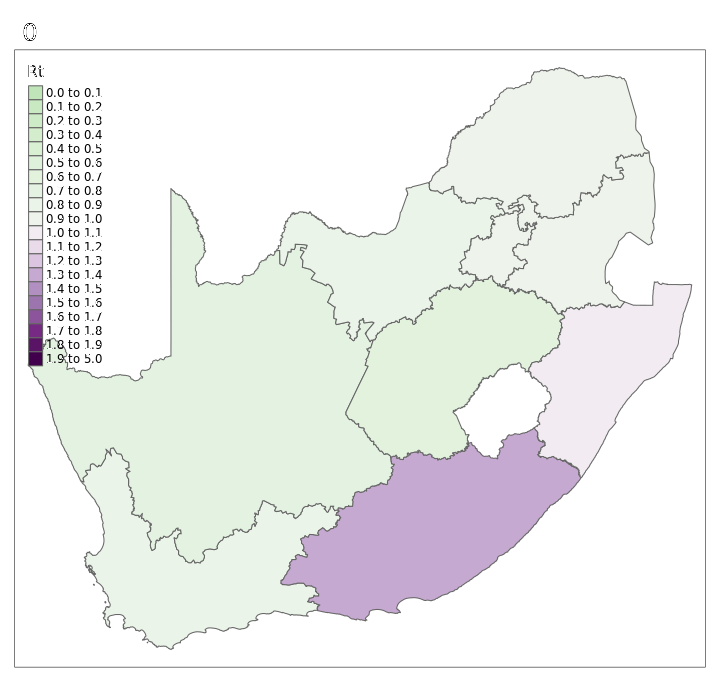 0
Rt
0.0 to 0.1
0.1 to 0.2
0.2 to 0.3
0.3 to 0.4
0.4 to 0.5
0.5 to 0.6
0.6 to 0.7
0.7 to 0.8
0.8 to 0.9
0.9 to 1.0
1.0 to 1.1
1.1 to 1.2
1.2 to 1.3
1.3 to 1.4
1.4 to 1.5
1.5 to 1.6
1.6 to 1.7
1.7 to 1.8
1.8 to 1.9
1.9 to 5.0